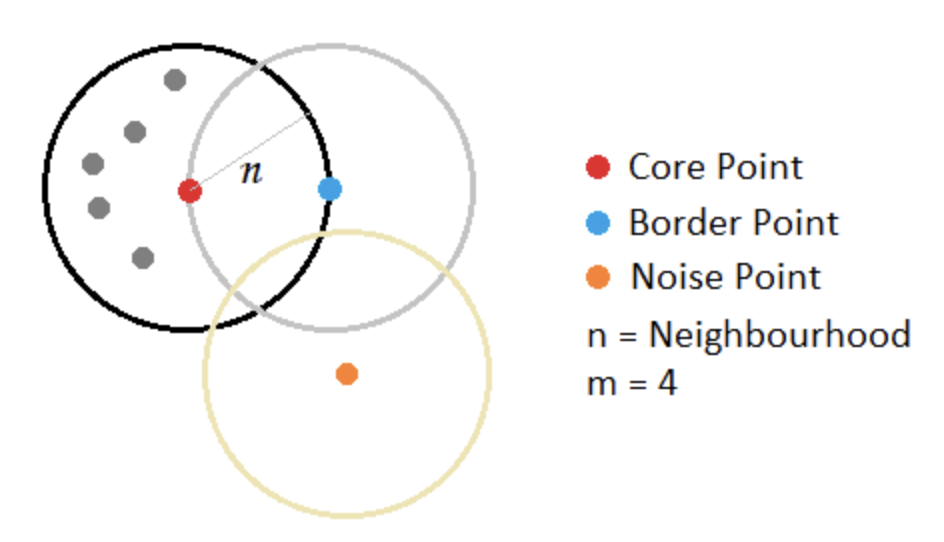 n
Core Point
Border Point
Noise Point
n = Neighbourhood
m = 4